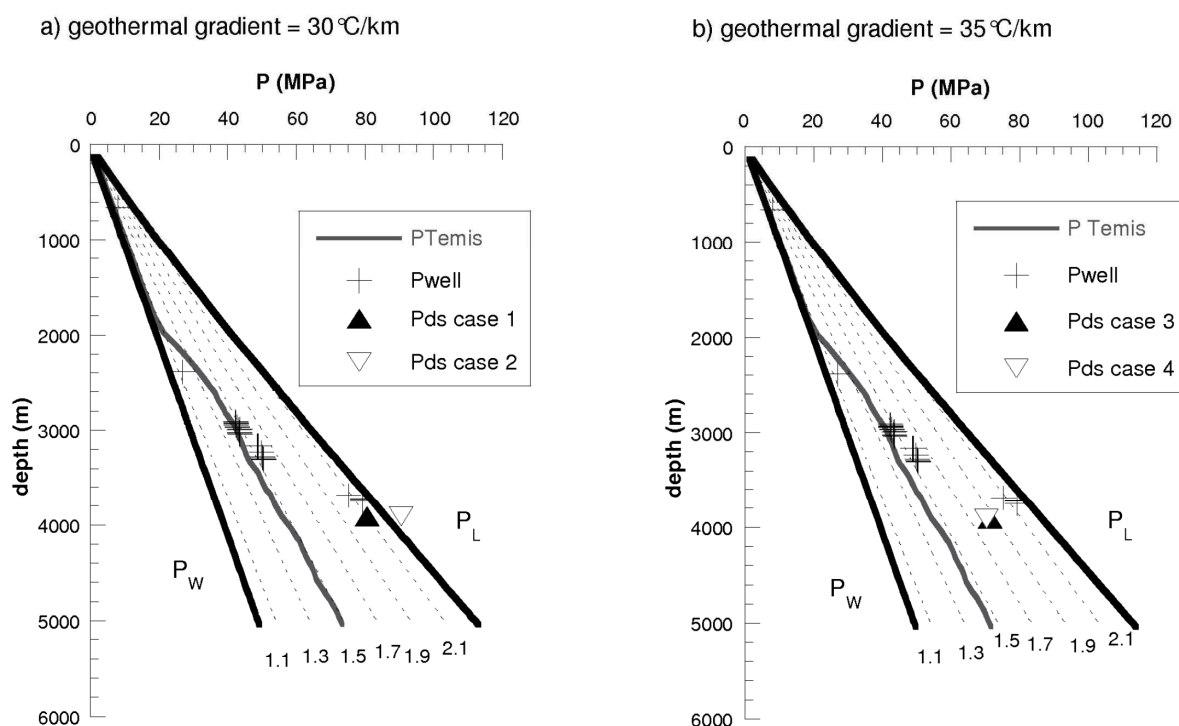 a) geothermal gradient = 30°C/km
P (MPa)
0 20 40 60 80 100 120
0
1000
2000
3000
4000
5000
6000
depth (m)
PTemis
Pwell
Pds case 1
Pds case 2
P_L
P_W
1.1 1.3 1.5 1.7 1.9 2.1
b) geothermal gradient = 35°C/km
P (MPa)
0 20 40 60 80 100 120
0
1000
2000
3000
4000
5000
6000
depth (m)
P Temis
Pwell
Pds case 3
Pds case 4
P_L
P_W
1.1 1.3 1.5 1.7 1.9 2.1